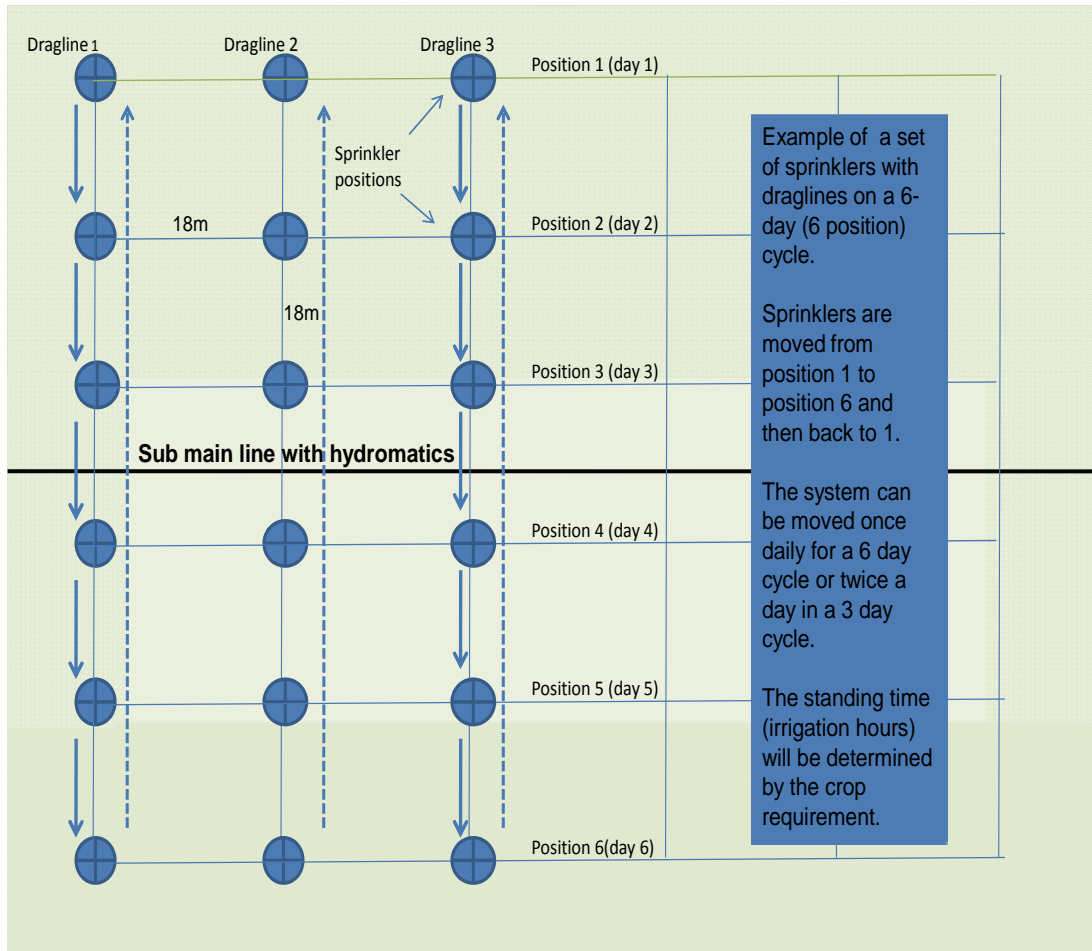 Dragline 1
Dragline 2
Dragline 3
Position 1 (day 1)
Sprinkler
positions
18m
Position 2 (day 2)
18m
Position 3 (day 3)
Sub main line with hydromatics
Position 4 (day 4)
Position 5 (day 5)
Position 6(day 6)
Example of a set
of sprinklers with
draglines on a 6-
day (6 position)
cycle.
Sprinklers are
moved from
position 1 to
position 6 and
then back to 1.
The system can
be moved once
daily for a 6 day
cycle or twice a
day in a 3 day
cycle.
The standing time
(irrigation hours)
will be determined
by the crop
requirement.